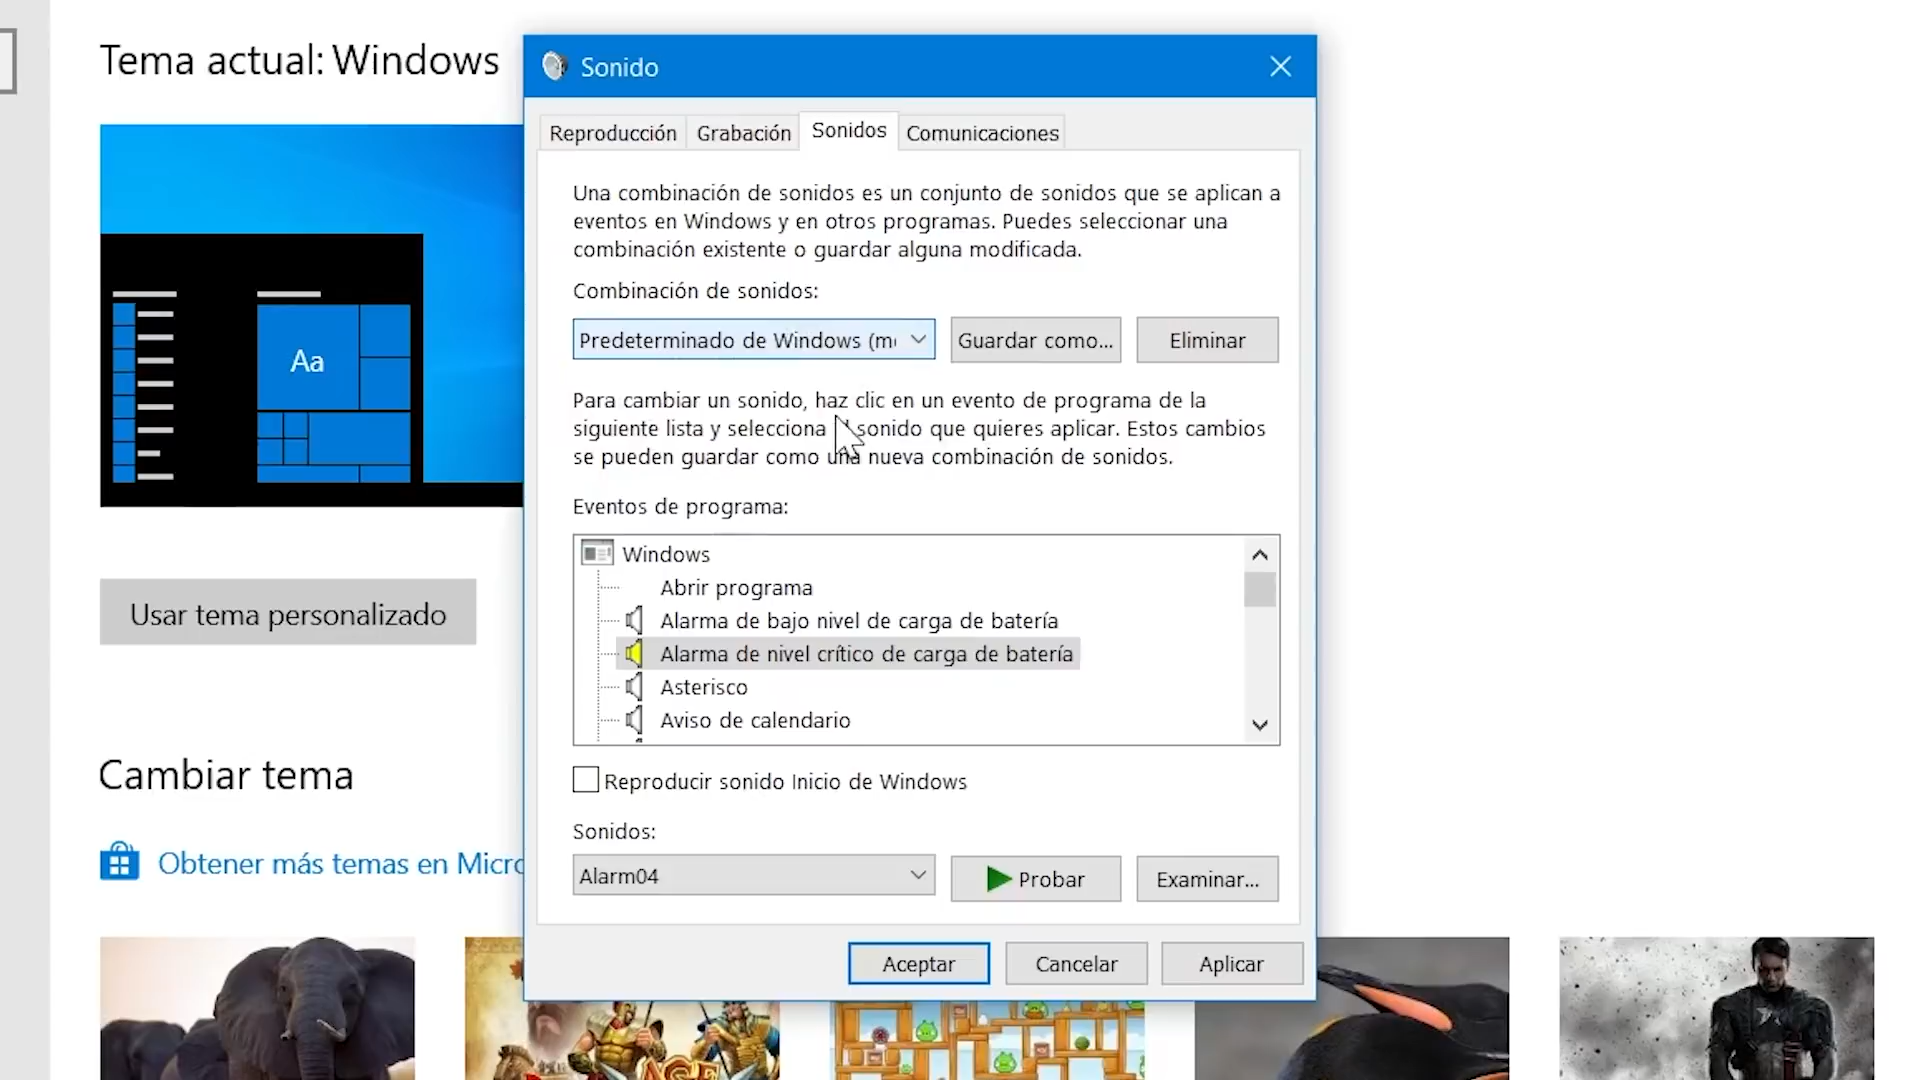 Tema actual: Windows
Aa
Usar tema personalizado
Cambiar tema
Obtener más temas en Micro
Sonido
Reproducción
Grabación
Sonidos
Comunicaciones
Una combinación de sonidos es un conjunto de sonidos que se aplican a
eventos en Windows y en otros programas. Puedes seleccionar una
combinación existente o guardar alguna modificada.
Combinación de sonidos:
Predeterminado de Windows (m
Guardar como...
Eliminar
Para cambiar un sonido, haz clic en un evento de programa de la
siguiente lista y selecciona el sonido que quieres aplicar. Estos cambios
se pueden guardar como una nueva combinación de sonidos.
Eventos de programa:
Windows
Abrir programa
Alarma de bajo nivel de carga de batería
Alarma de nivel crítico de carga de batería
Asterisco
Aviso de calendario
Reproducir sonido Inicio de Windows
Sonidos:
Alarm04
Probar
Examinar...
Aceptar
Cancelar
Aplicar
AGE